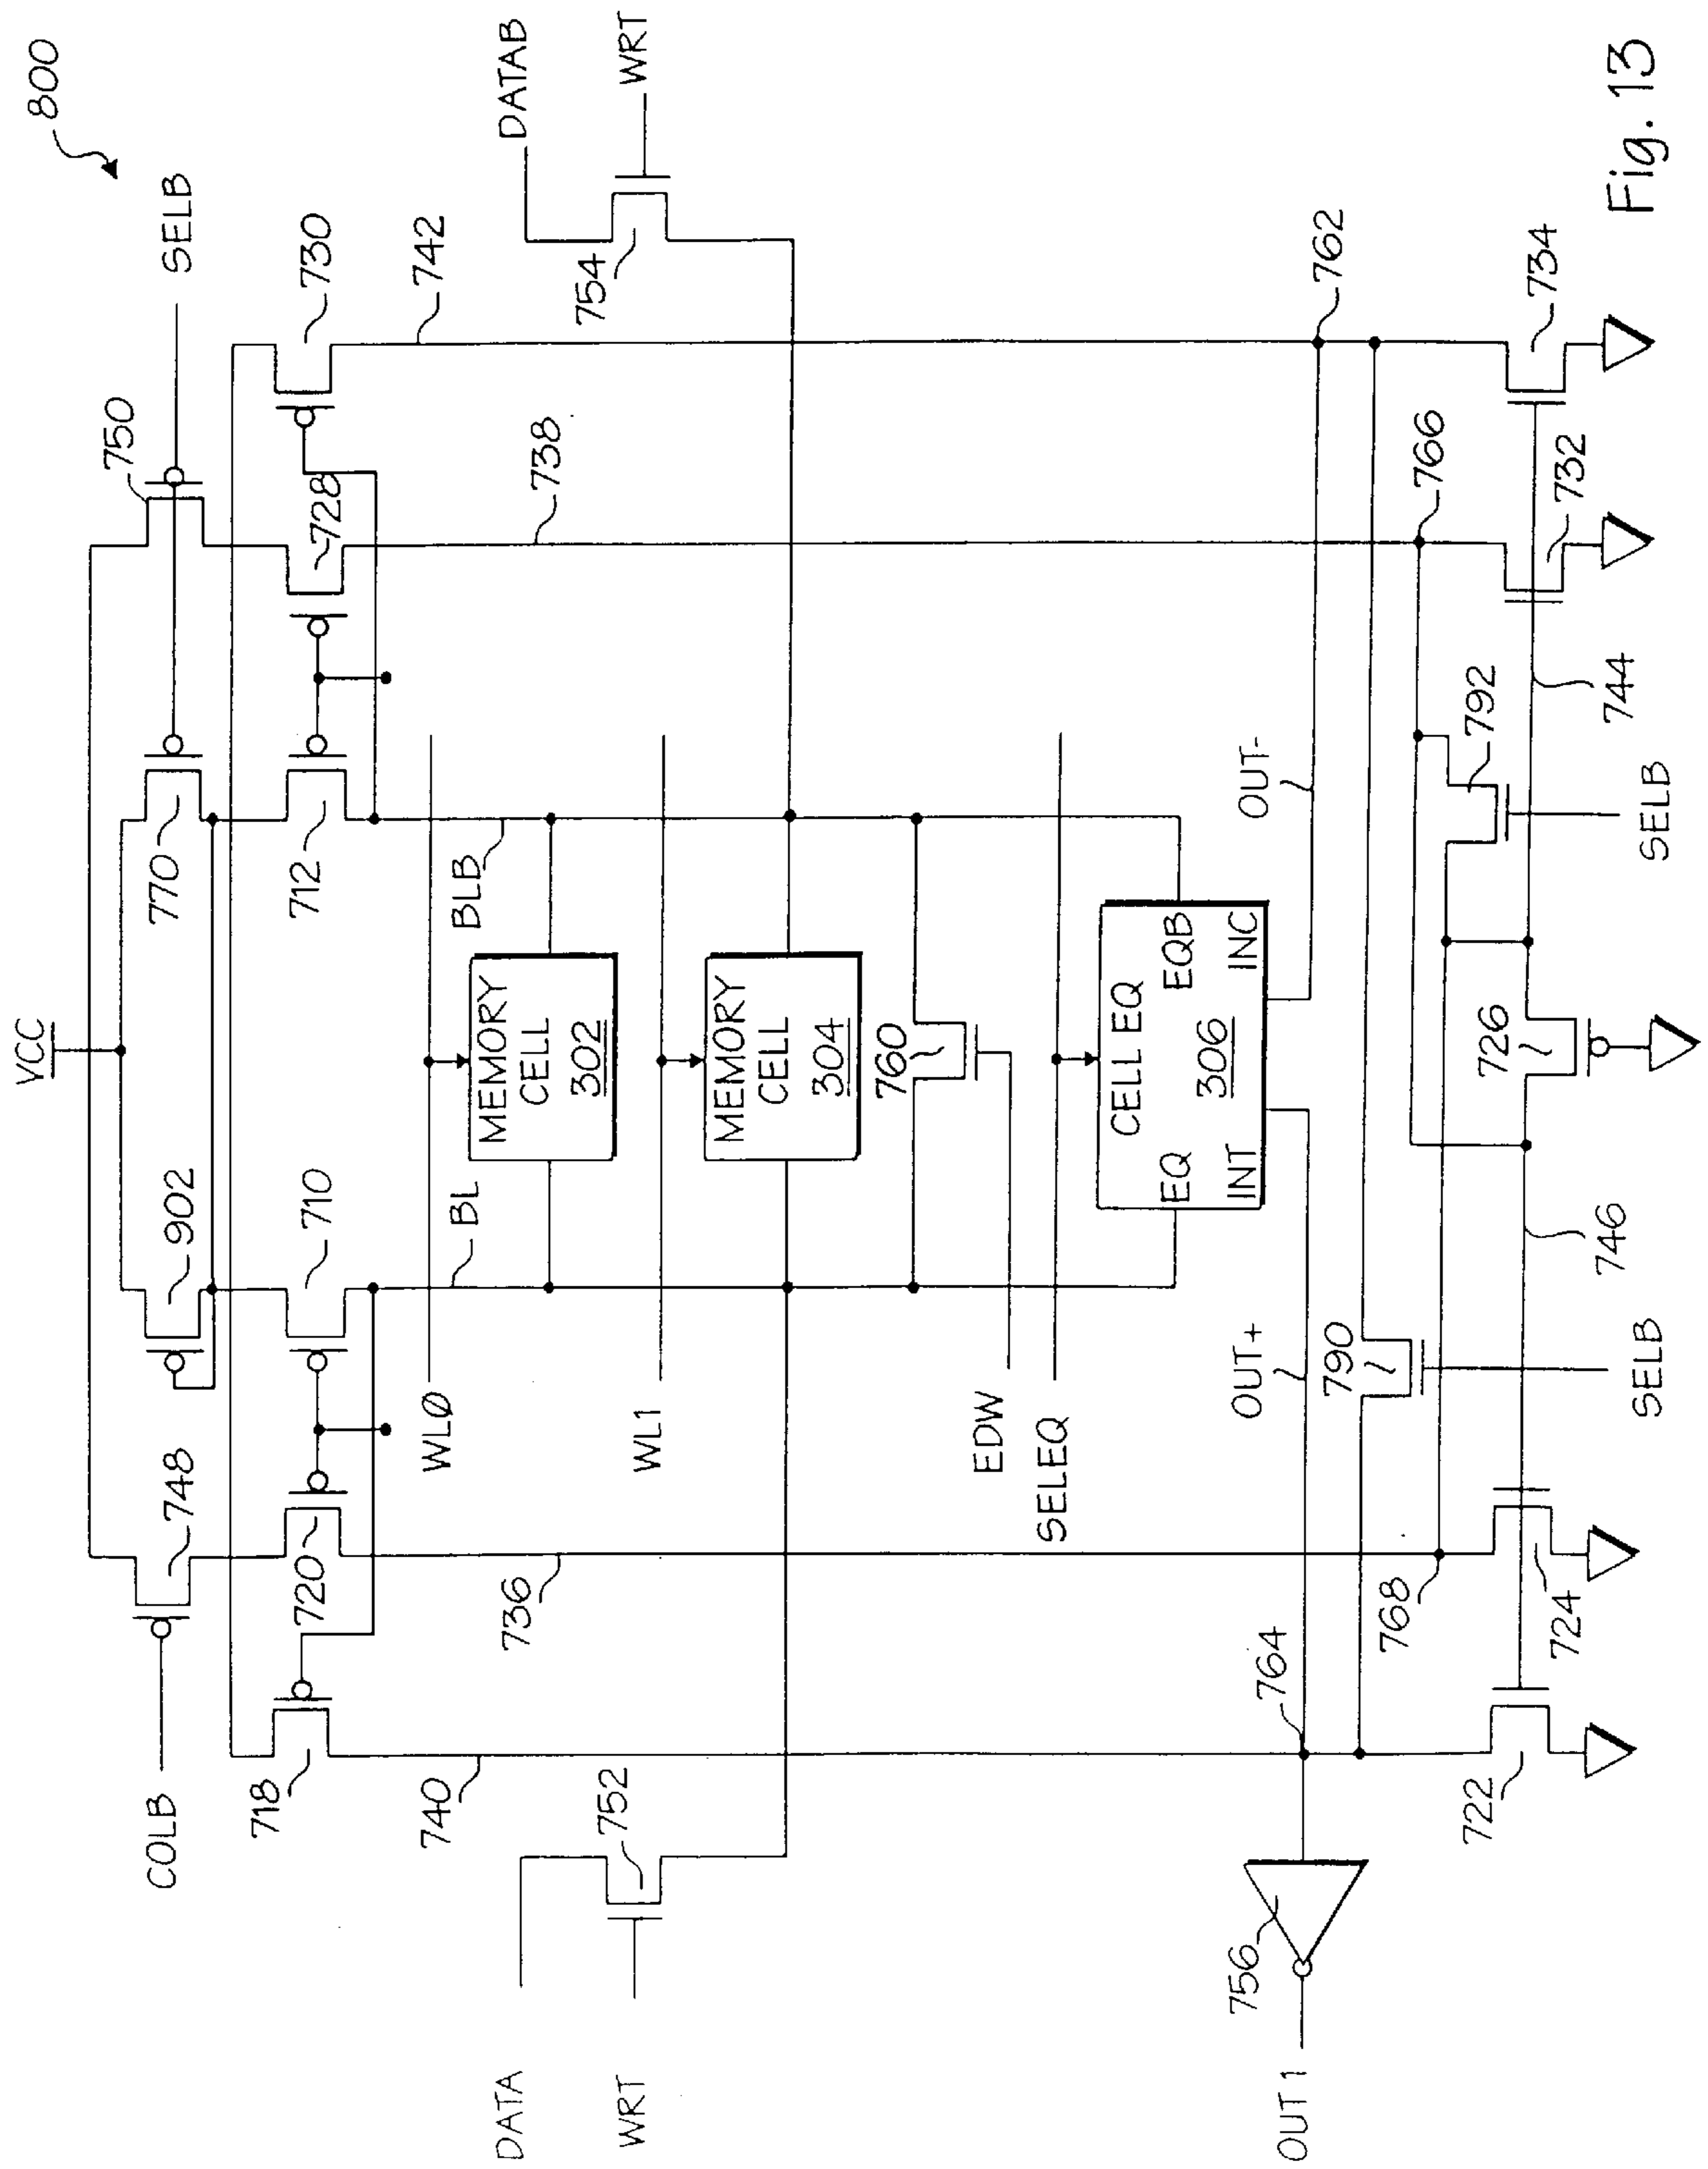 800
VCC
SELB
COLB
748
902
770
750
718
720
710
712
728
730
DATA
WRT
752
740
736
WLØ
BL
BLB
MEMORY
CELL
302
738
742
DATAB
WRT
754
WL1
MEMORY
CELL
304
760
EDW
SELEQ
CELL EQ
EQ
EQB
306
INT
INC
OUT+
OUT-
762
764
756
OUT 1
790
SELB
768
766
792
SELB
722
724
746
726
744
732
734
Fig. 13